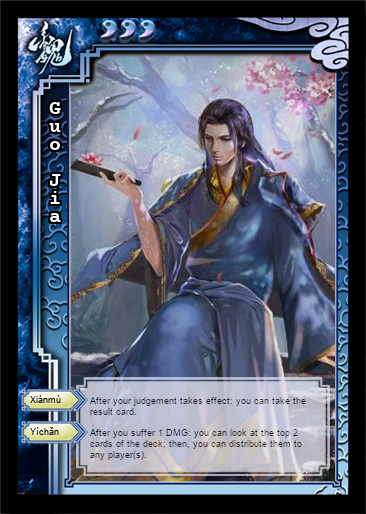 魏
Guo Jia
Xiànmù
After your judgement takes effect: you can take the
result card.
Yíchǎn
After you suffer 1 DMG: you can look at the top 2
cards of the deck; then, you can distribute them to
any player(s).